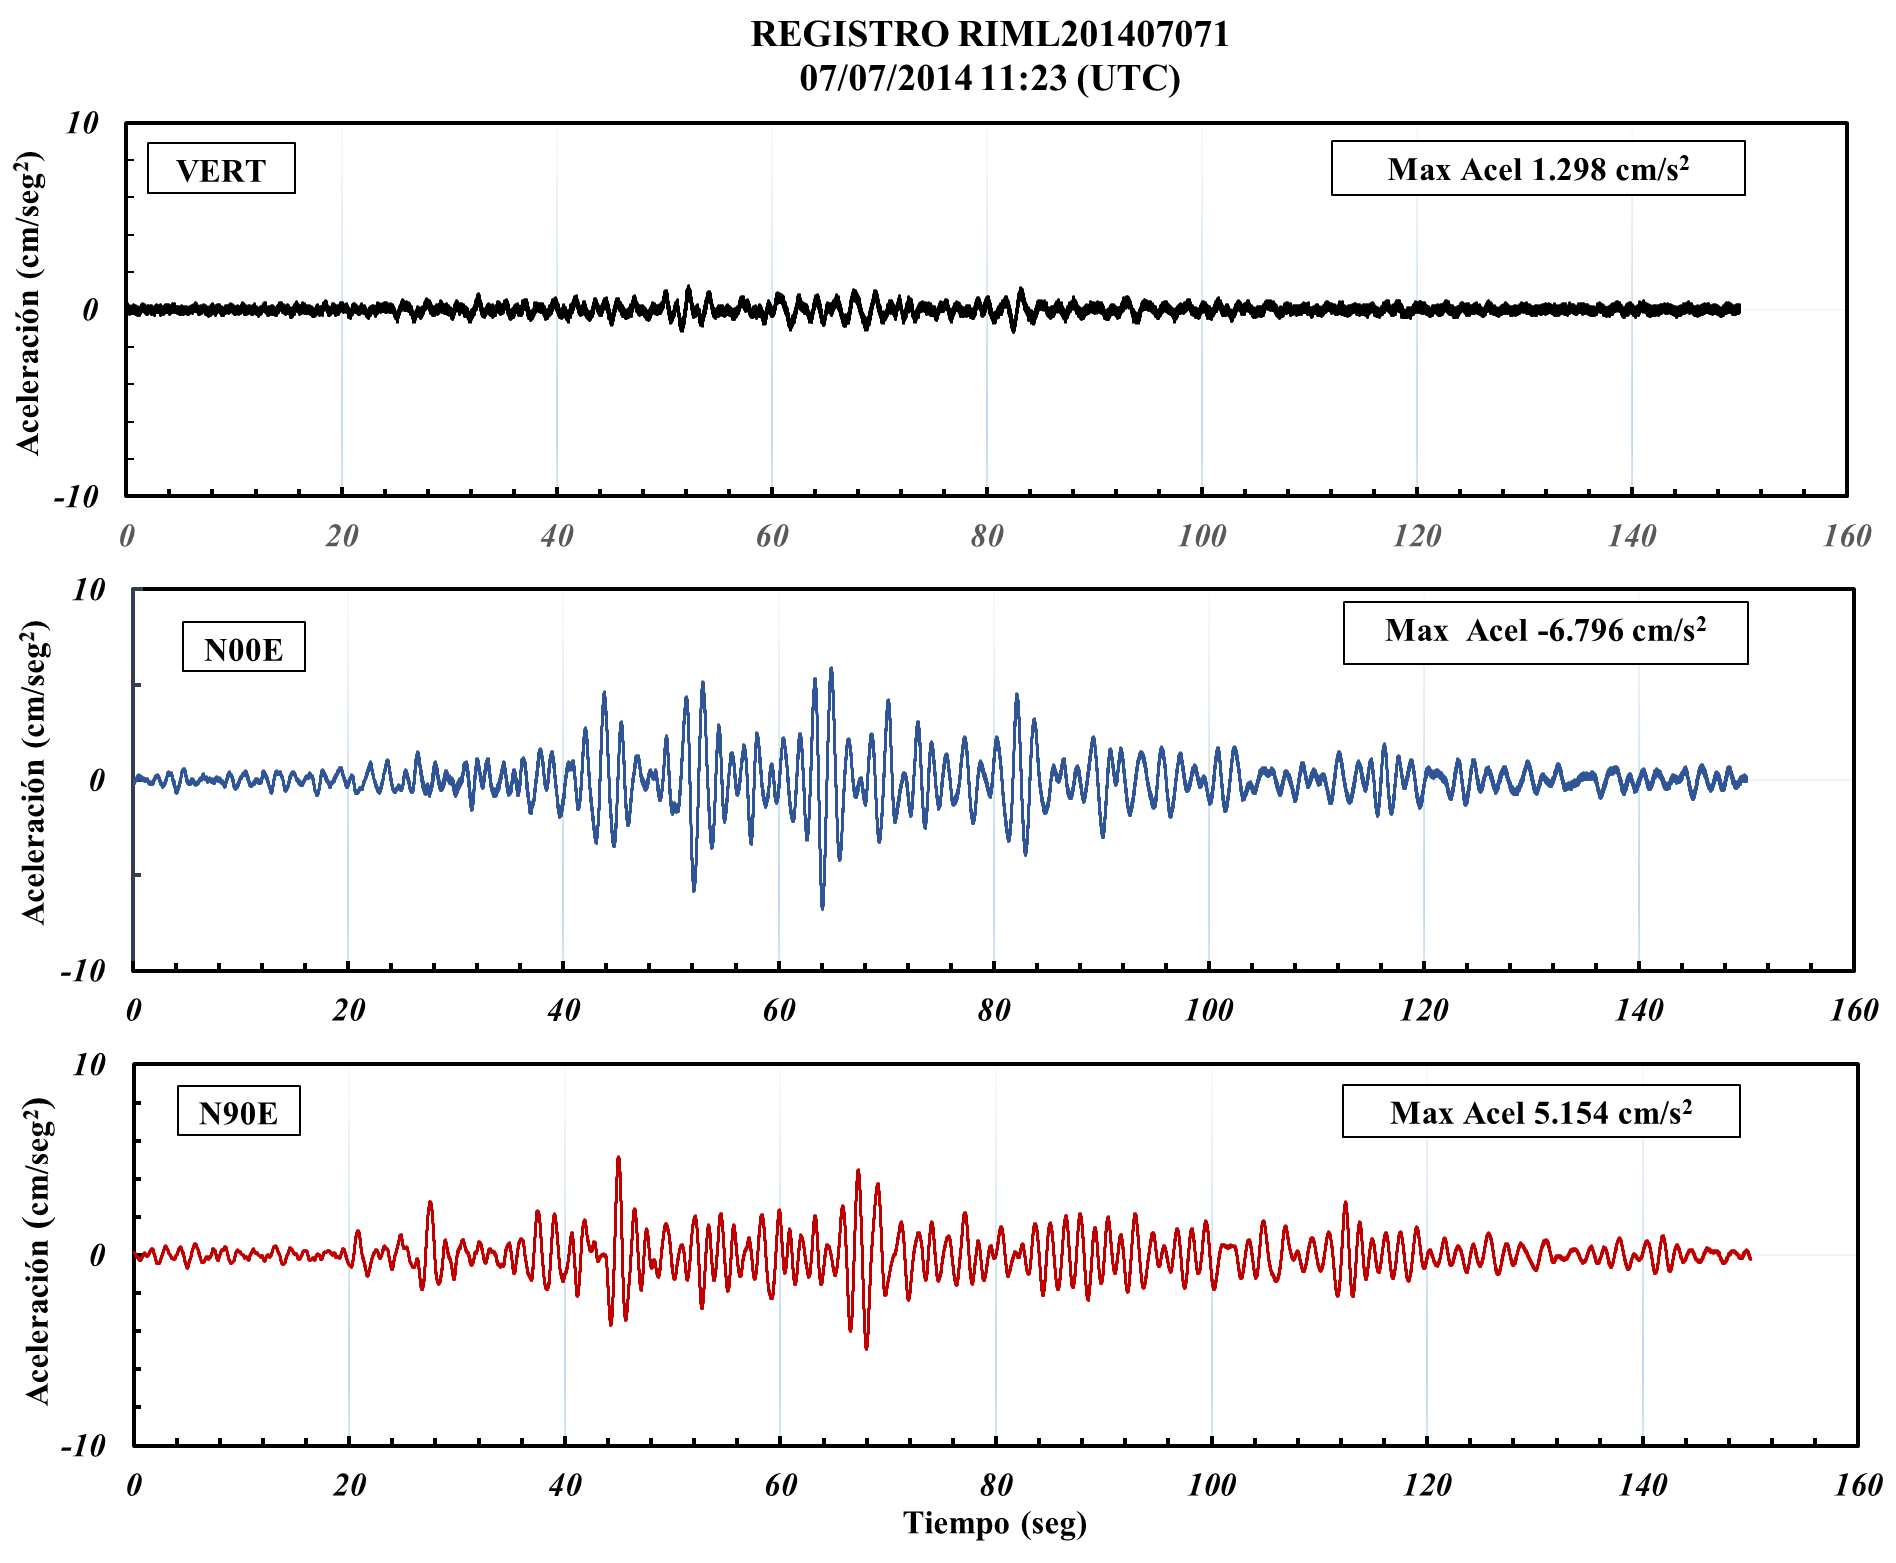 REGISTRO RIML201407071
07/07/2014 11:23 (UTC)
Aceleración (cm/seg²)
10
0
-10
VERT
Max Acel 1.298 cm/s²
0 20 40 60 80 100 120 140 160
Aceleración (cm/seg²)
10
0
-10
N00E
Max Acel -6.796 cm/s²
0 20 40 60 80 100 120 140 160
Aceleración (cm/seg²)
10
0
-10
N90E
Max Acel 5.154 cm/s²
0 20 40 60 80 100 120 140 160
Tiempo (seg)